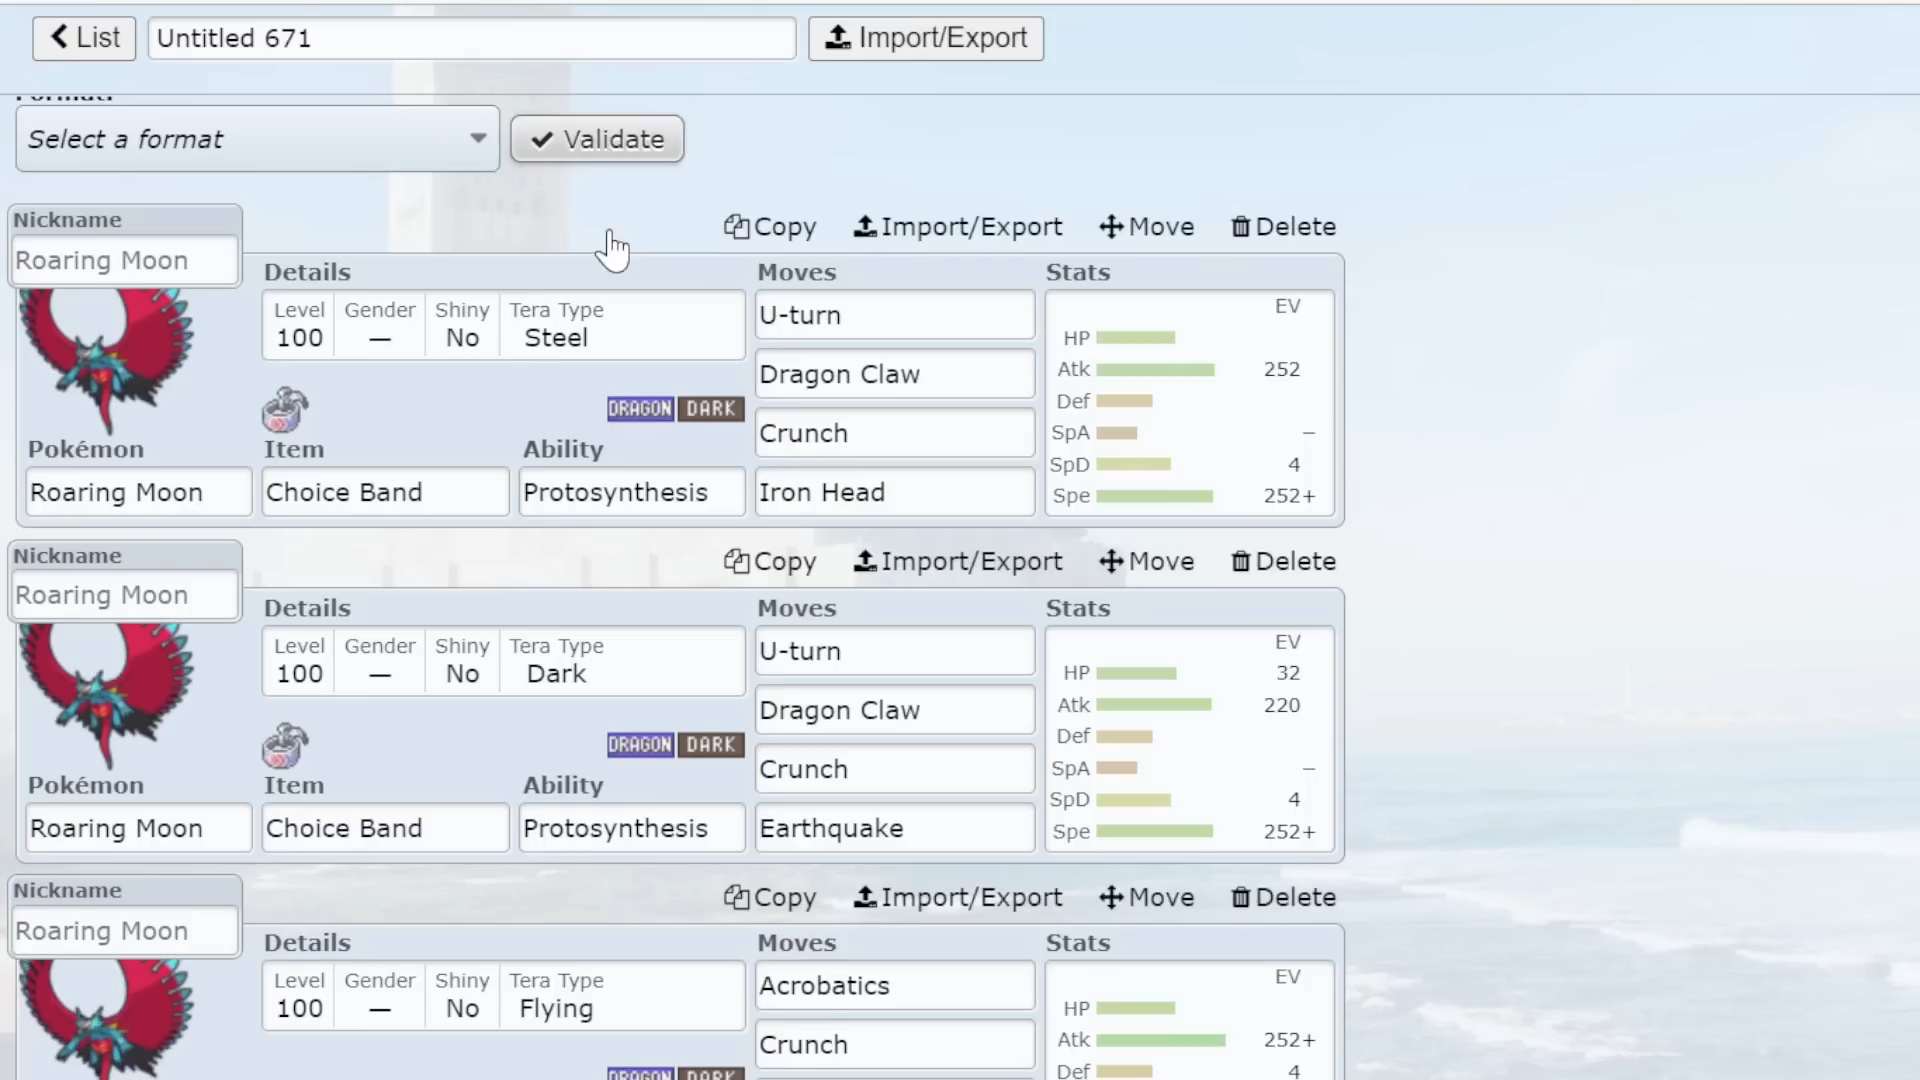 List
Untitled 671
Import/Export
Format:
Select a format
Validate
Nickname
Roaring Moon
Copy
Import/Export
Move
Delete
Details
Moves
Stats
Level
Gender
Shiny
Tera Type
100
—
No
Steel
U-turn
Dragon Claw
Crunch
Iron Head
EV
HP
Atk 252
Def
SpA –
SpD 4
Spe 252+
DRAGON DARK
Pokémon
Item
Ability
Roaring Moon
Choice Band
Protosynthesis
Nickname
Roaring Moon
Copy
Import/Export
Move
Delete
Details
Moves
Stats
Level
Gender
Shiny
Tera Type
100
—
No
Dark
U-turn
Dragon Claw
Crunch
Earthquake
EV
HP 32
Atk 220
Def
SpA –
SpD 4
Spe 252+
DRAGON DARK
Pokémon
Item
Ability
Roaring Moon
Choice Band
Protosynthesis
Nickname
Roaring Moon
Copy
Import/Export
Move
Delete
Details
Moves
Stats
Level
Gender
Shiny
Tera Type
100
—
No
Flying
Acrobatics
Crunch
EV
HP
Atk 252+
Def 4
DRAGON DARK